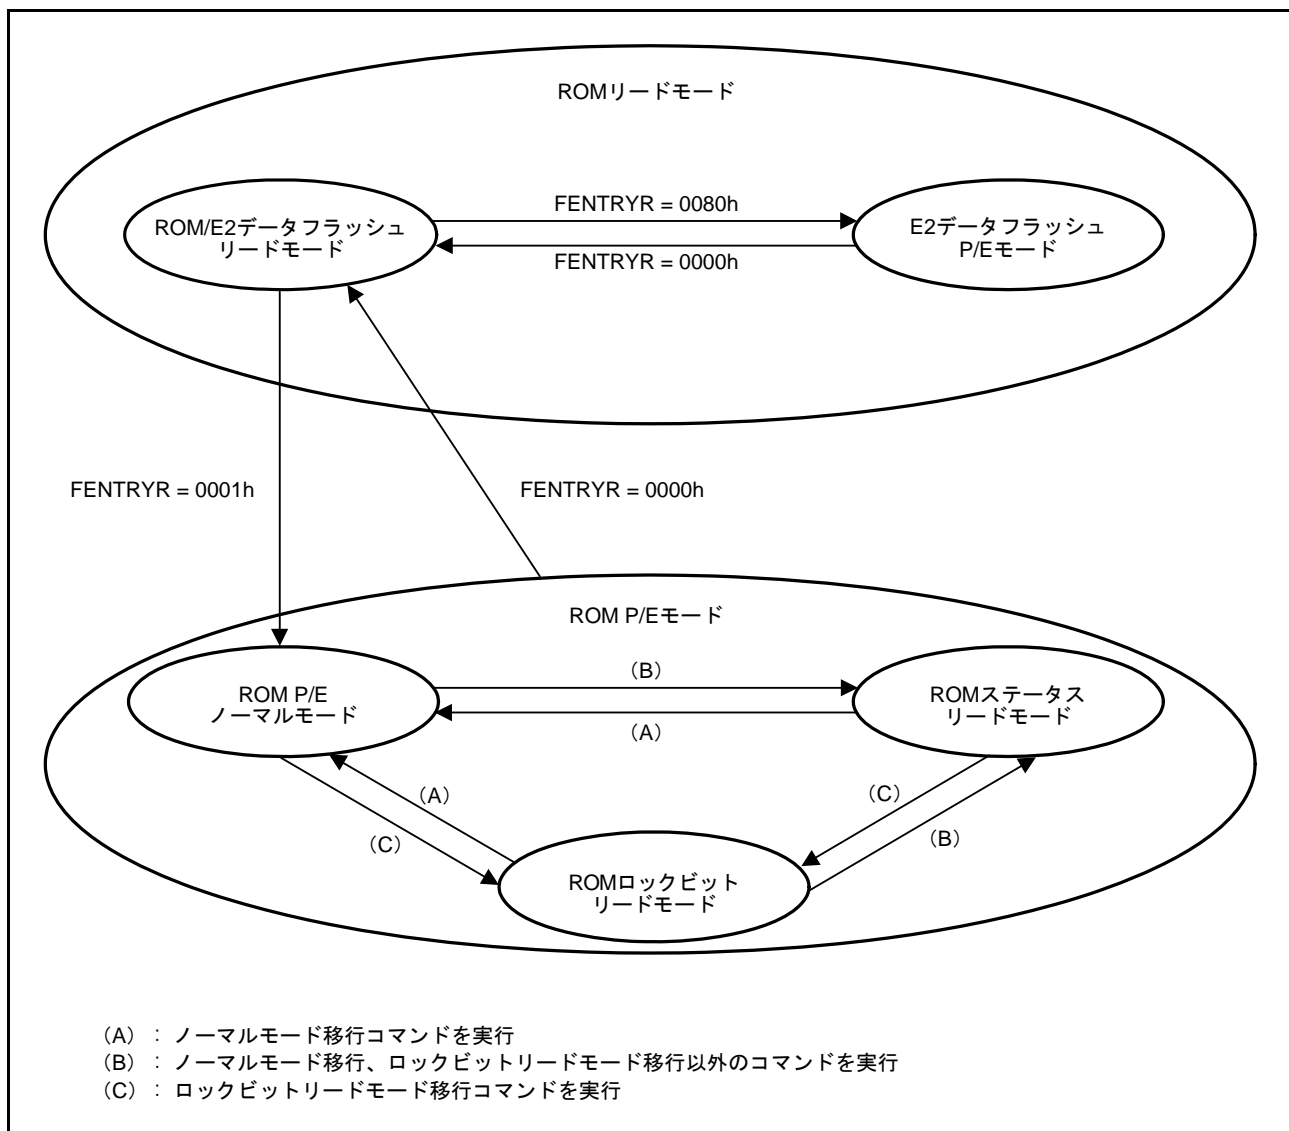 ROMリードモード
ROM/E2データフラッシュ
リードモード
FENTRYR = 0080h
FENTRYR = 0000h
E2データフラッシュ
P/Eモード
FENTRYR = 0001h
FENTRYR = 0000h
ROM P/Eモード
ROM P/E
ノーマルモード
(B)
(A)
ROMステータス
リードモード
(A)
(C)
(C)
(B)
ROMロックビット
リードモード
(A) : ノーマルモード移行コマンドを実行
(B) : ノーマルモード移行、ロックビットリードモード移行以外のコマンドを実行
(C) : ロックビットリードモード移行コマンドを実行